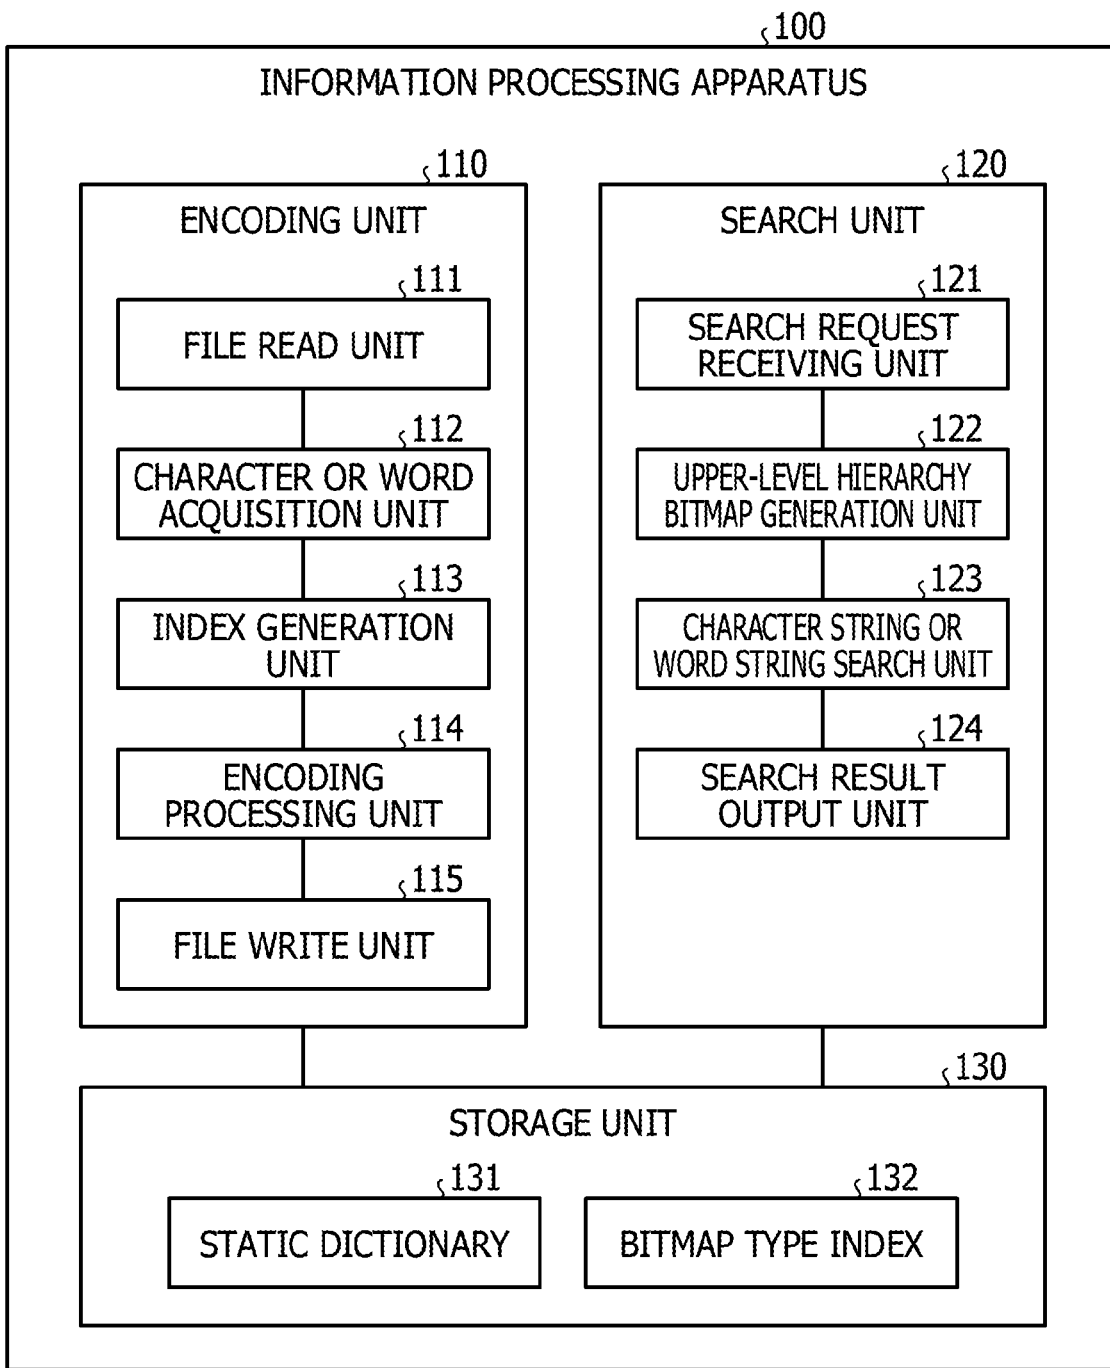 100
INFORMATION PROCESSING APPARATUS
110
ENCODING UNIT
111
FILE READ UNIT
112
CHARACTER OR WORD
ACQUISITION UNIT
113
INDEX GENERATION
UNIT
114
ENCODING
PROCESSING UNIT
115
FILE WRITE UNIT
120
SEARCH UNIT
121
SEARCH REQUEST
RECEIVING UNIT
122
UPPER-LEVEL HIERARCHY
BITMAP GENERATION UNIT
123
CHARACTER STRING OR
WORD STRING SEARCH UNIT
124
SEARCH RESULT
OUTPUT UNIT
130
STORAGE UNIT
131
STATIC DICTIONARY
132
BITMAP TYPE INDEX